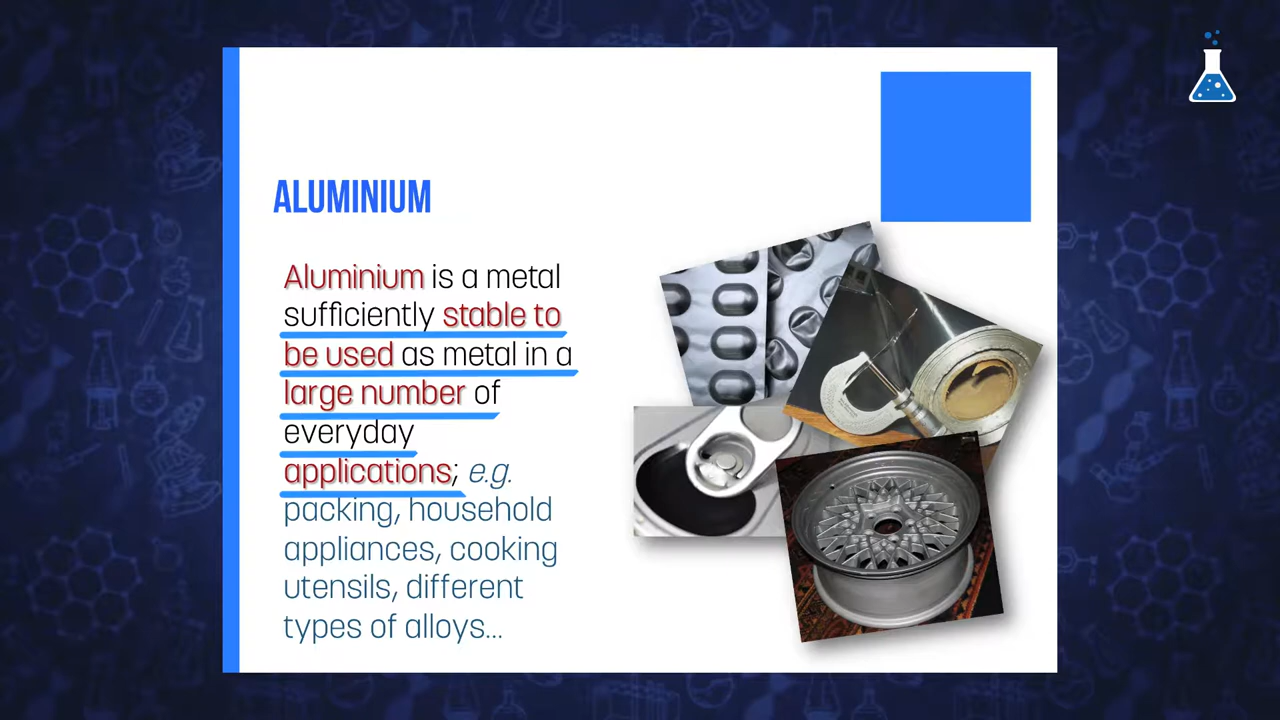 ALUMINIUM
Aluminium is a metal
sufficiently stable to
be used as metal in a
large number of
everyday
applications; e.g.
packing, household
appliances, cooking
utensils, different
types of alloys...